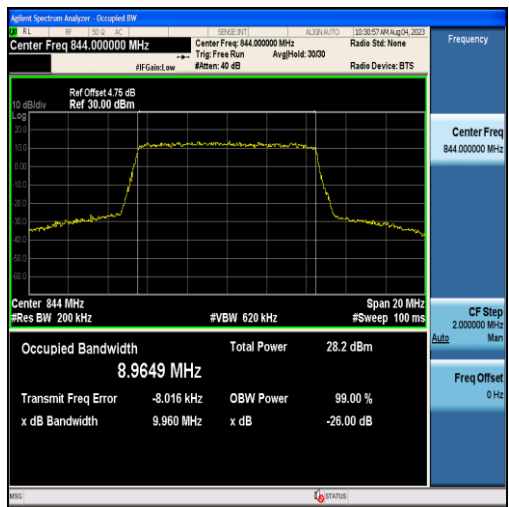 Agilent Spectrum Analyzer - Occupied BW
RL RF 50 Ω AC SENSE:INT ALIGN AUTO 10:30:57 AM Aug 04, 2023
Center Freq 844.000000 MHz Center Freq: 844.000000 MHz Radio Std: None Frequency
Trig: Free Run Avg|Hold: 30/30
#IFGain:Low #Atten: 40 dB Radio Device: BTS
Ref Offset 4.75 dB
10 dB/div Ref 30.00 dBm
Log
20.0
10.0
0.00
-10.0
-20.0
-30.0
-40.0
-50.0
-60.0
Center Freq
844.000000 MHz
Center 844 MHz Span 20 MHz
#Res BW 200 kHz #VBW 620 kHz #Sweep 100 ms
CF Step
2.000000 MHz
Auto Man
Occupied Bandwidth Total Power 28.2 dBm
8.9649 MHz
Freq Offset
0 Hz
Transmit Freq Error -8.016 kHz OBW Power 99.00 %
x dB Bandwidth 9.960 MHz x dB -26.00 dB
MSG STATUS